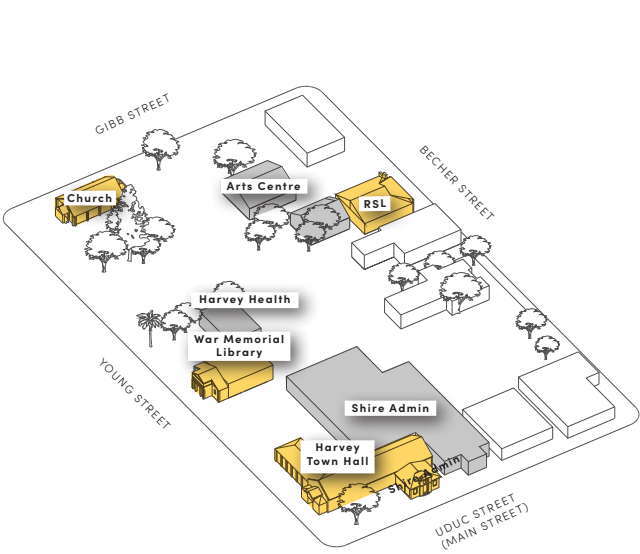 GIBB STREET
BECHER STREET
Church
Arts Centre
RSL
Harvey Health
War Memorial
Library
YOUNG STREET
Shire Admin
Harvey
Town Hall
Shire Admin
UDUC STREET
(MAIN STREET)